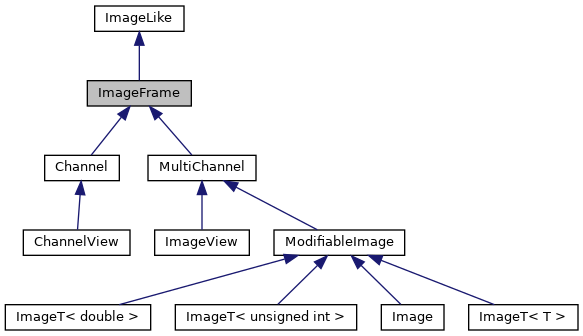 ImageLike
ImageFrame
Channel
MultiChannel
ChannelView
ImageView
ModifiableImage
ImageT< double >
ImageT< unsigned int >
Image
ImageT< T >